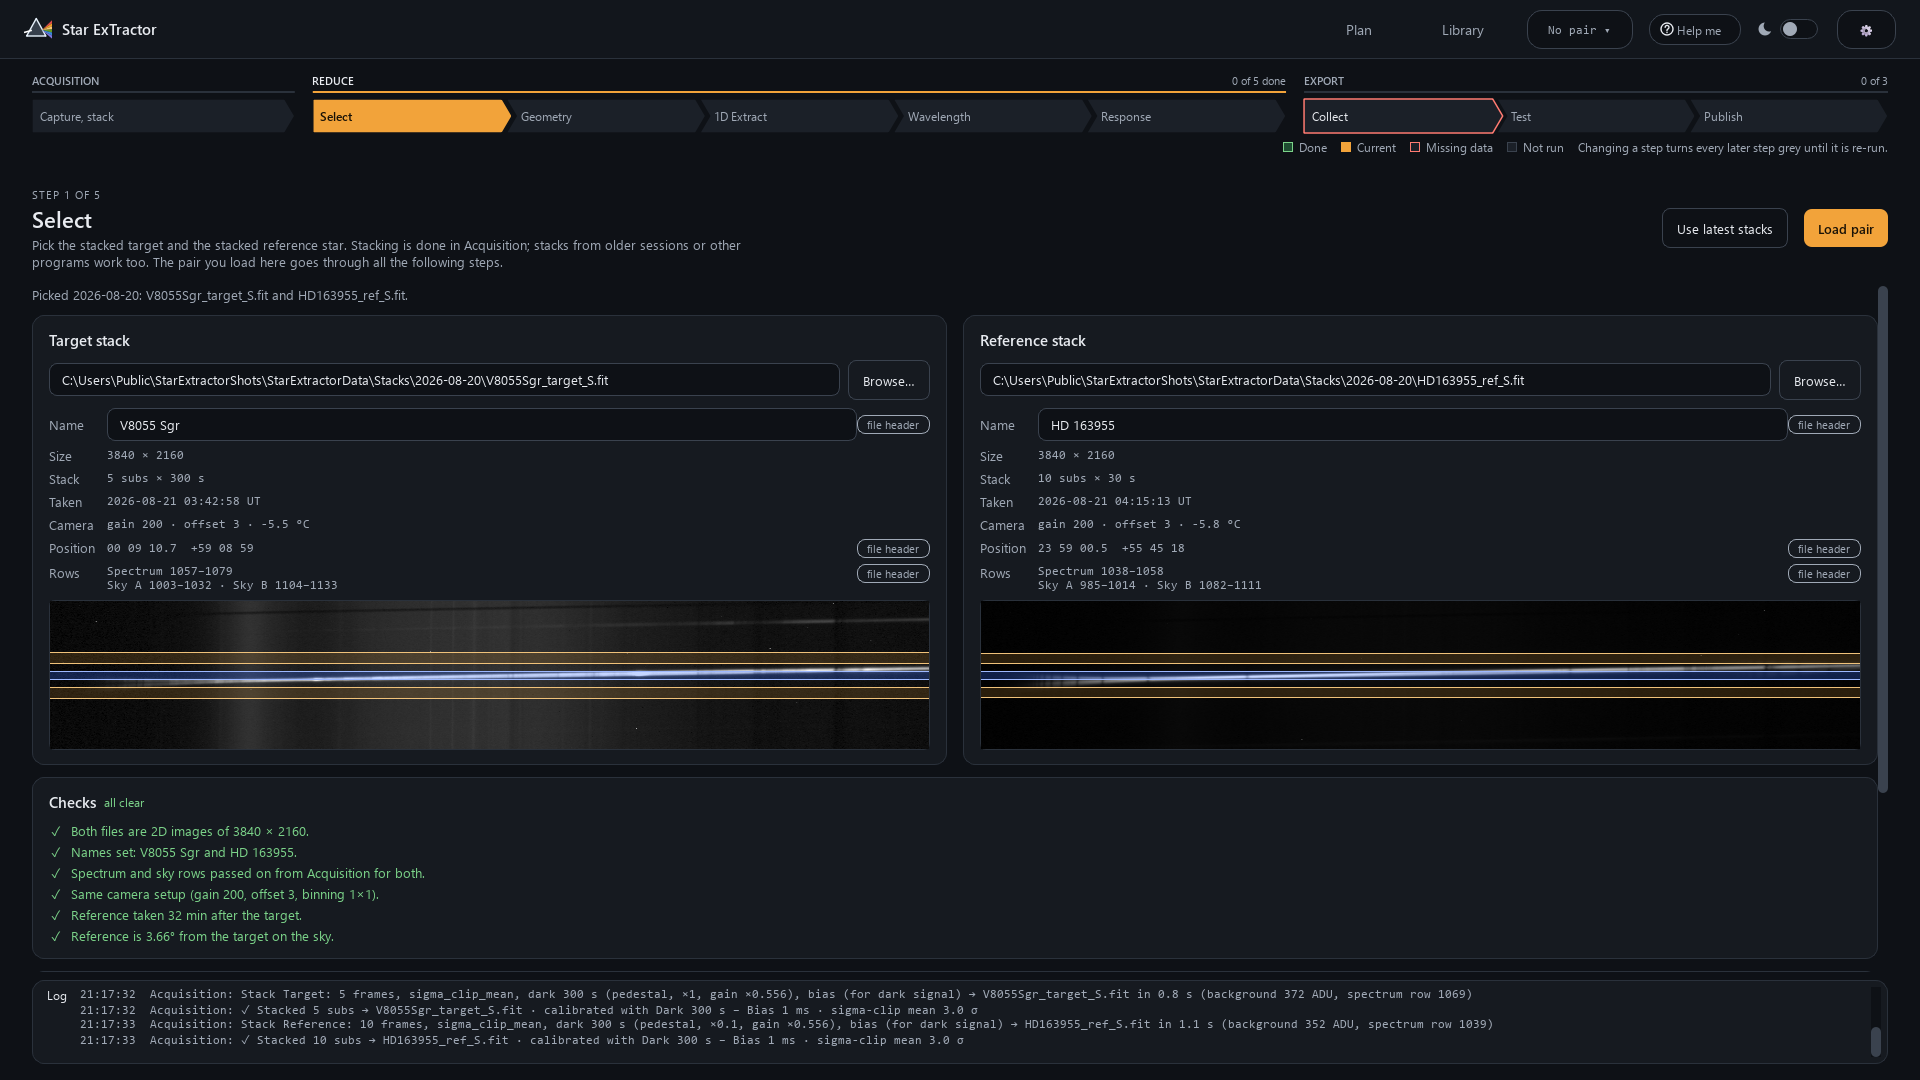 Star ExTractor
Plan
Library
No pair ▾
Help me
ACQUISITION
REDUCE
0 of 5 done
EXPORT
0 of 3
Capture, stack
Select
Geometry
1D Extract
Wavelength
Response
Collect
Test
Publish
Done
Current
Missing data
Not run
Changing a step turns every later step grey until it is re-run.
STEP 1 OF 5
Select
Pick the stacked target and the stacked reference star. Stacking is done in Acquisition; stacks from older sessions or other
programs work too. The pair you load here goes through all the following steps.
Use latest stacks
Load pair
Picked 2026-08-20: V8055Sgr_target_S.fit and HD163955_ref_S.fit.
Target stack
C:\Users\Public\StarExtractorShots\StarExtractorData\Stacks\2026-08-20\V8055Sgr_target_S.fit
Browse...
Name V8055 Sgr file header
Size 3840 × 2160
Stack 5 subs × 300 s
Taken 2026-08-21 03:42:58 UT
Camera gain 200 · offset 3 · -5.5 °C
Position 00 09 10.7 +59 08 59 file header
Rows Spectrum 1057–1079 file header
Sky A 1003–1032 · Sky B 1104–1133
Reference stack
C:\Users\Public\StarExtractorShots\StarExtractorData\Stacks\2026-08-20\HD163955_ref_S.fit
Browse...
Name HD 163955 file header
Size 3840 × 2160
Stack 10 subs × 30 s
Taken 2026-08-21 04:15:13 UT
Camera gain 200 · offset 3 · -5.8 °C
Position 23 59 00.5 +55 45 18 file header
Rows Spectrum 1038–1058 file header
Sky A 985–1014 · Sky B 1082–1111
Checks all clear
✓ Both files are 2D images of 3840 × 2160.
✓ Names set: V8055 Sgr and HD 163955.
✓ Spectrum and sky rows passed on from Acquisition for both.
✓ Same camera setup (gain 200, offset 3, binning 1×1).
✓ Reference taken 32 min after the target.
✓ Reference is 3.66° from the target on the sky.
Log
21:17:32 Acquisition: Stack Target: 5 frames, sigma_clip_mean, dark 300 s (pedestal, ×1, gain ×0.556), bias (for dark signal) → V8055Sgr_target_S.fit in 0.8 s (background 372 ADU, spectrum row 1069)
21:17:32 Acquisition: ✓ Stacked 5 subs → V8055Sgr_target_S.fit · calibrated with Dark 300 s – Bias 1 ms · sigma-clip mean 3.0 σ
21:17:33 Acquisition: Stack Reference: 10 frames, sigma_clip_mean, dark 300 s (pedestal, ×0.1, gain ×0.556), bias (for dark signal) → HD163955_ref_S.fit in 1.1 s (background 352 ADU, spectrum row 1039)
21:17:33 Acquisition: ✓ Stacked 10 subs → HD163955_ref_S.fit · calibrated with Dark 300 s – Bias 1 ms · sigma-clip mean 3.0 σ